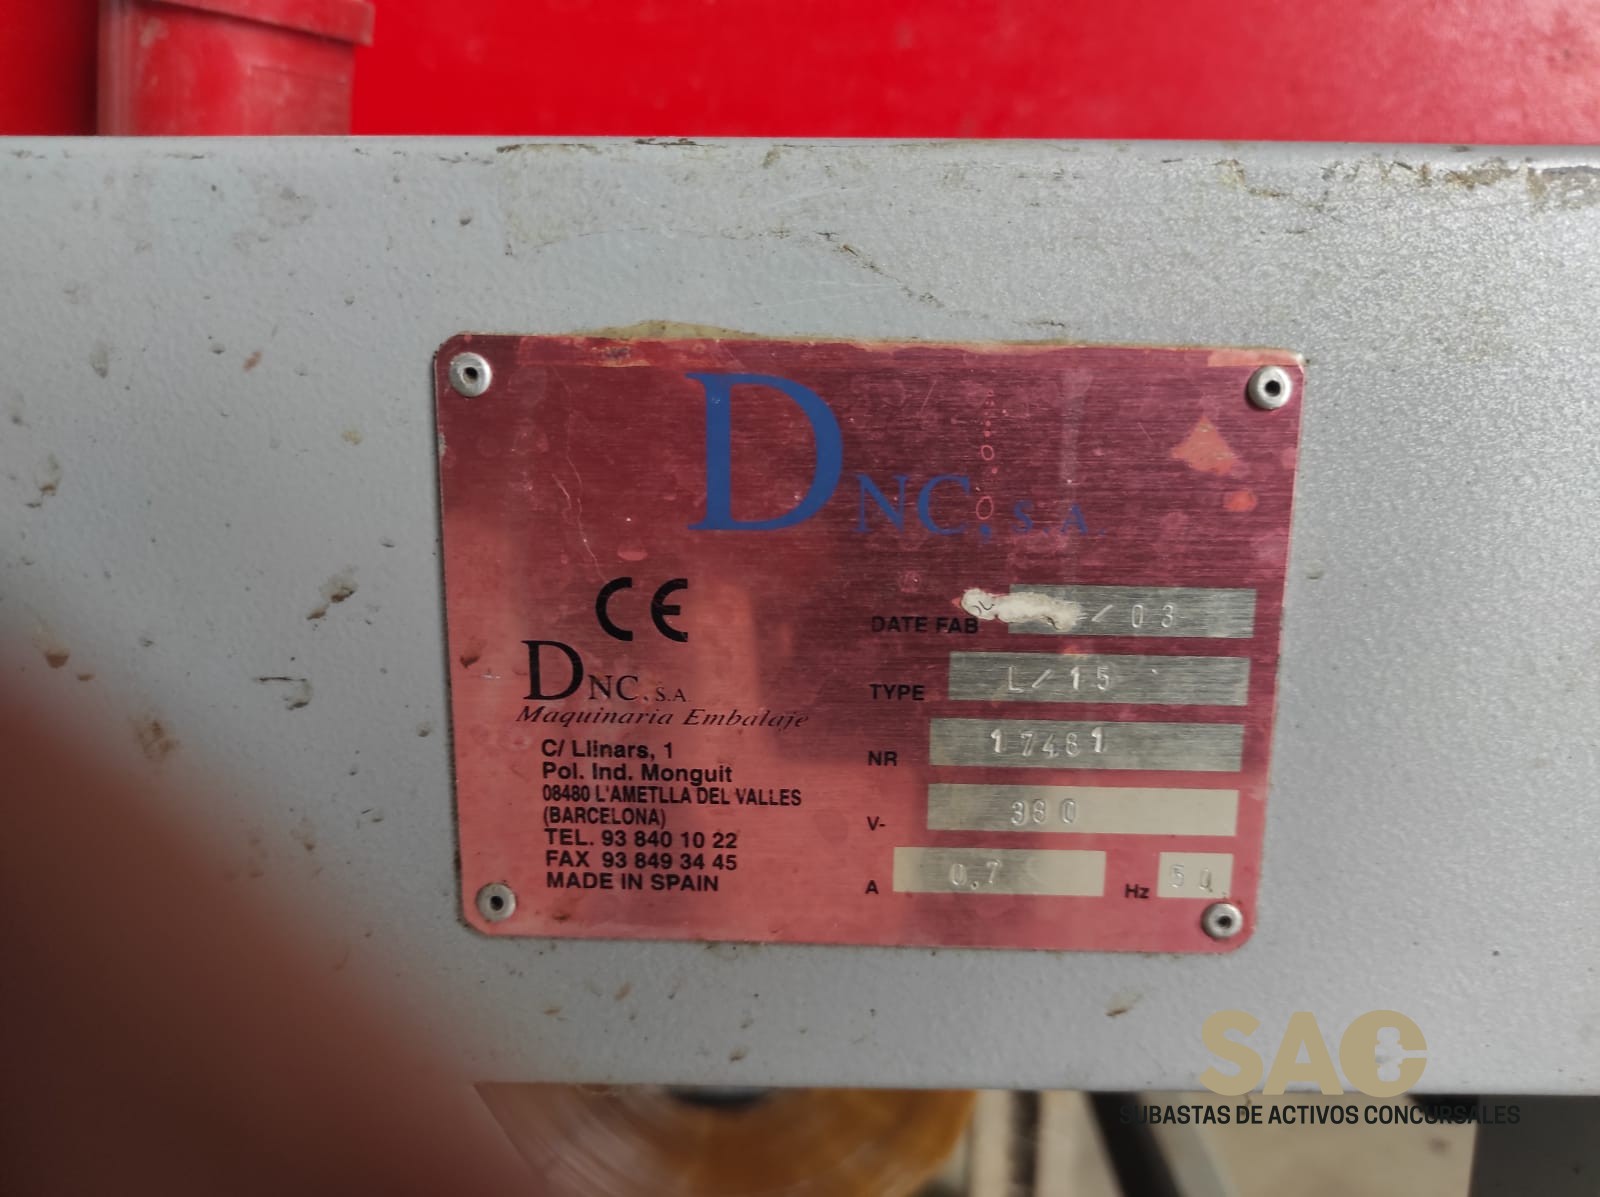 DNC, S.A.
CE
DNC, S.A
Maquinaria Embalaje
C/ Llinars, 1
Pol. Ind. Monguit
08480 L'AMETLLA DEL VALLES
(BARCELONA)
TEL. 93 840 10 22
FAX 93 849 34 45
MADE IN SPAIN
DATE FAB /03
TYPE L/15
NR 17481
V- 380
A 0,7 Hz 50
SAC
SUBASTAS DE ACTIVOS CONCURSALES